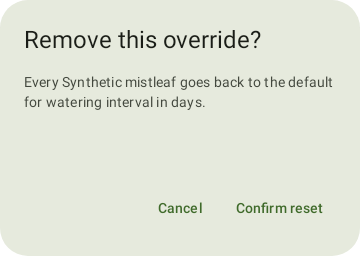 Remove this override?
Every Synthetic mistleaf goes back to the default
for watering interval in days.
Cancel
Confirm reset